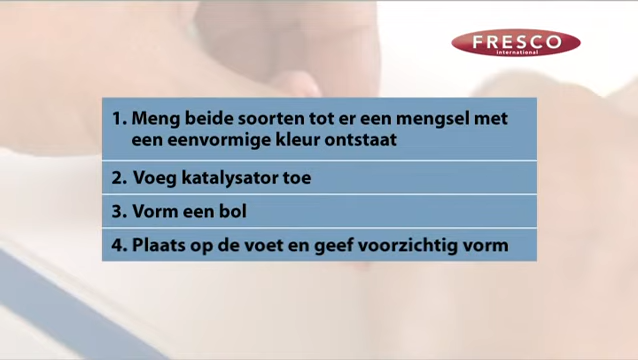 FRESCO
international
1. Meng beide soorten tot er een mengsel met
een eenvormige kleur ontstaat
2. Voeg katalysator toe
3. Vorm een bol
4. Plaats op de voet en geef voorzichtig vorm